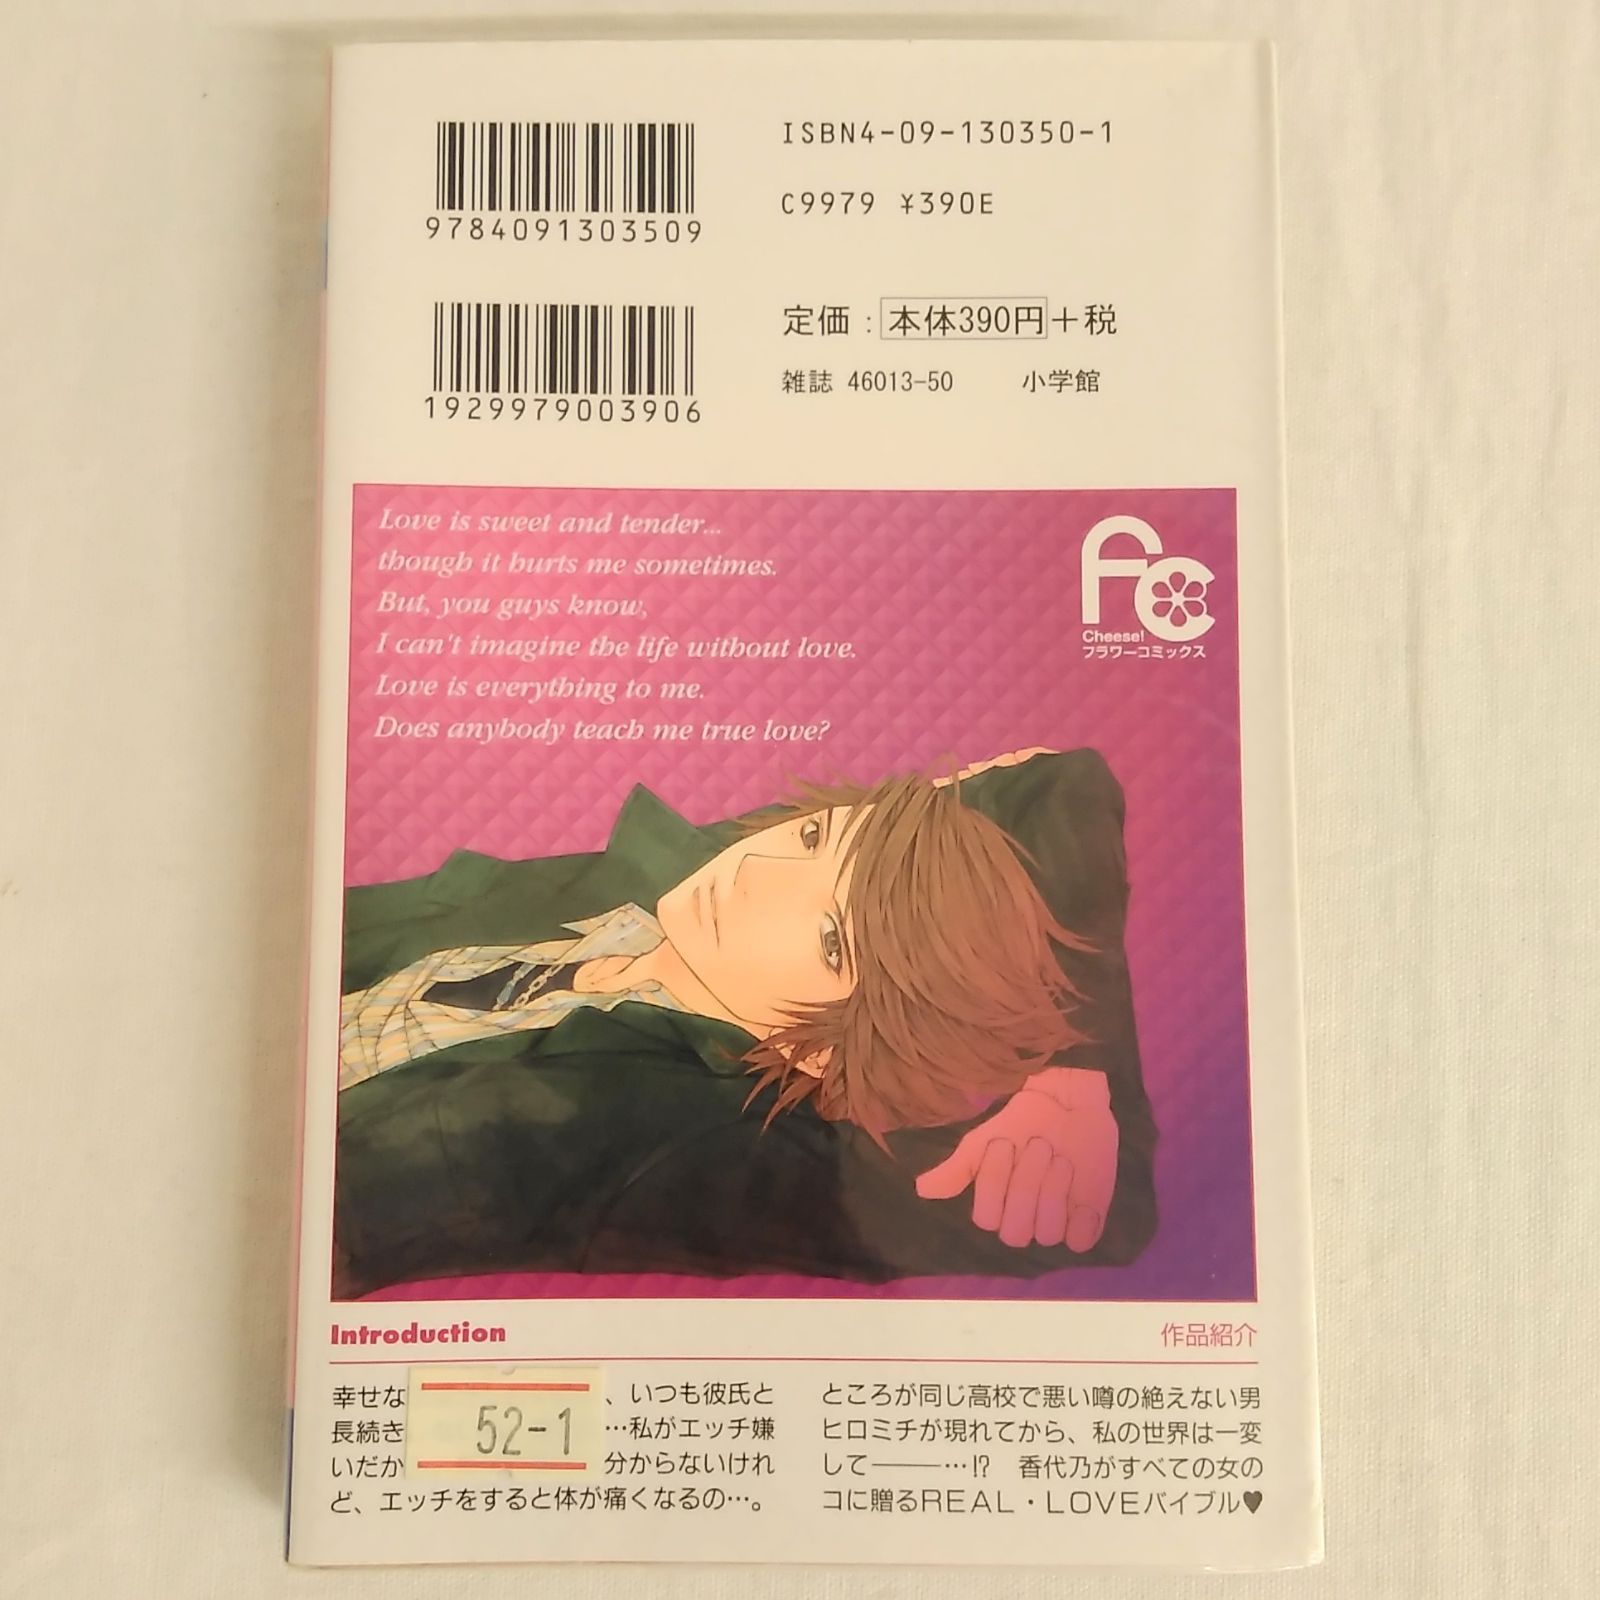 9784091303509
ISBN4-09-130350-1
C9979 ¥390E
1929979003906
定価：本体390円+税
雑誌 46013-50 小学館
Love is sweet and tender...
though it hurts me sometimes.
But, you guys know,
I can't imagine the life without love.
Love is everything to me.
Does anybody teach me true love?
FC
Cheese!
フラワーコミックス
Introduction
作品紹介
幸せな、いつも彼氏と
長続き…私がエッチ嫌
いだか分からないけれ
ど、エッチをすると体が痛くなるの…。
52-1
ところが同じ高校で悪い噂の絶えない男
ヒロミチが現れてから、私の世界は一変
して――…!? 香代乃がすべての女の
コに贈るREAL・LOVEバイブル♥